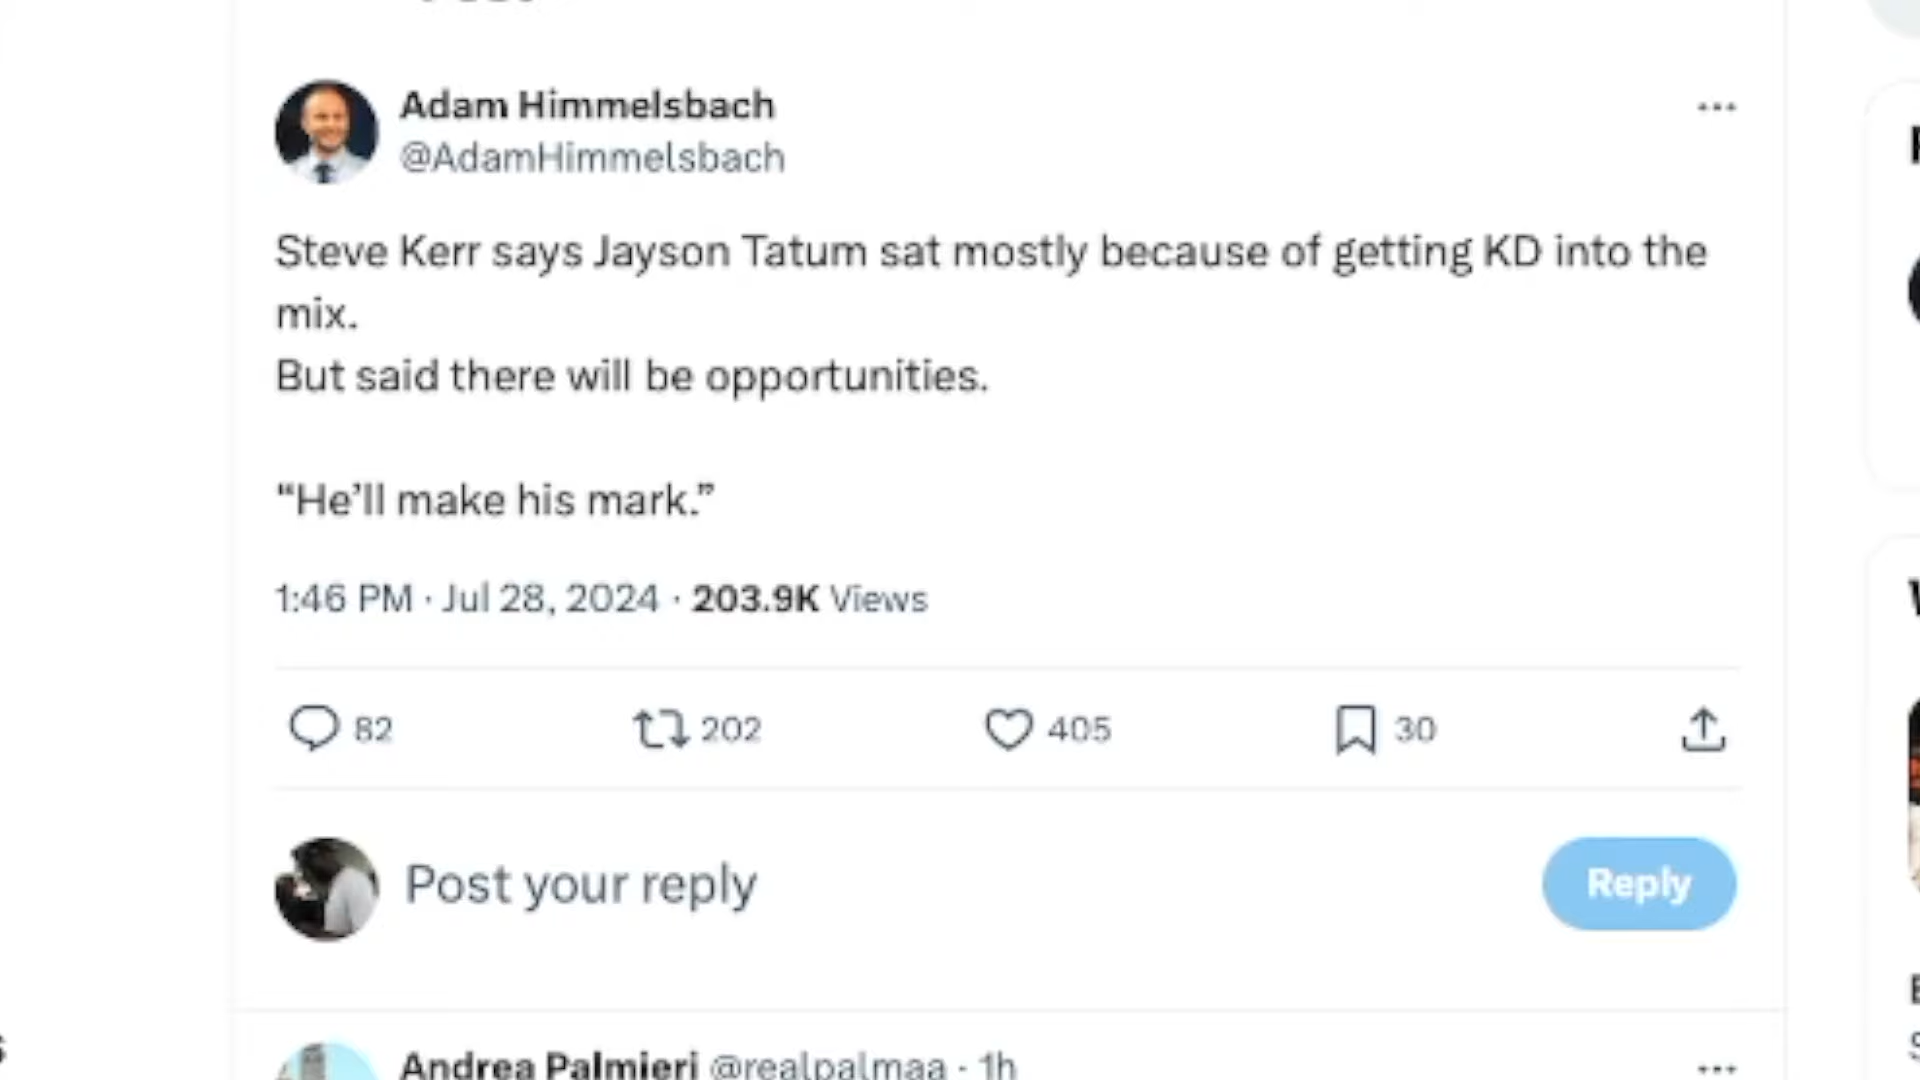 Adam Himmelsbach
@AdamHimmelsbach
Steve Kerr says Jayson Tatum sat mostly because of getting KD into the
mix.
But said there will be opportunities.
“He’ll make his mark.”
1:46 PM · Jul 28, 2024 · 203.9K Views
82 202 405 30
Post your reply
Reply
Andrea Palmieri @realpalmaa · 1h